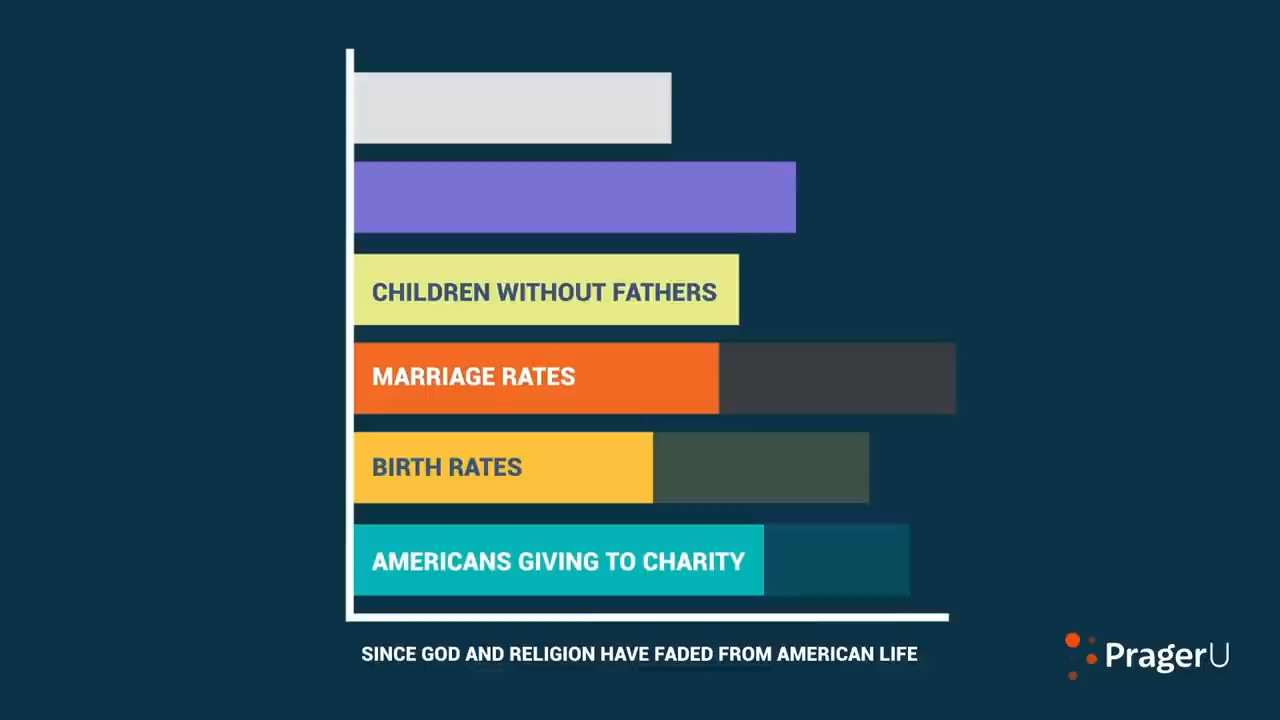 CHILDREN WITHOUT FATHERS
MARRIAGE RATES
BIRTH RATES
AMERICANS GIVING TO CHARITY
SINCE GOD AND RELIGION HAVE FADED FROM AMERICAN LIFE
PragerU